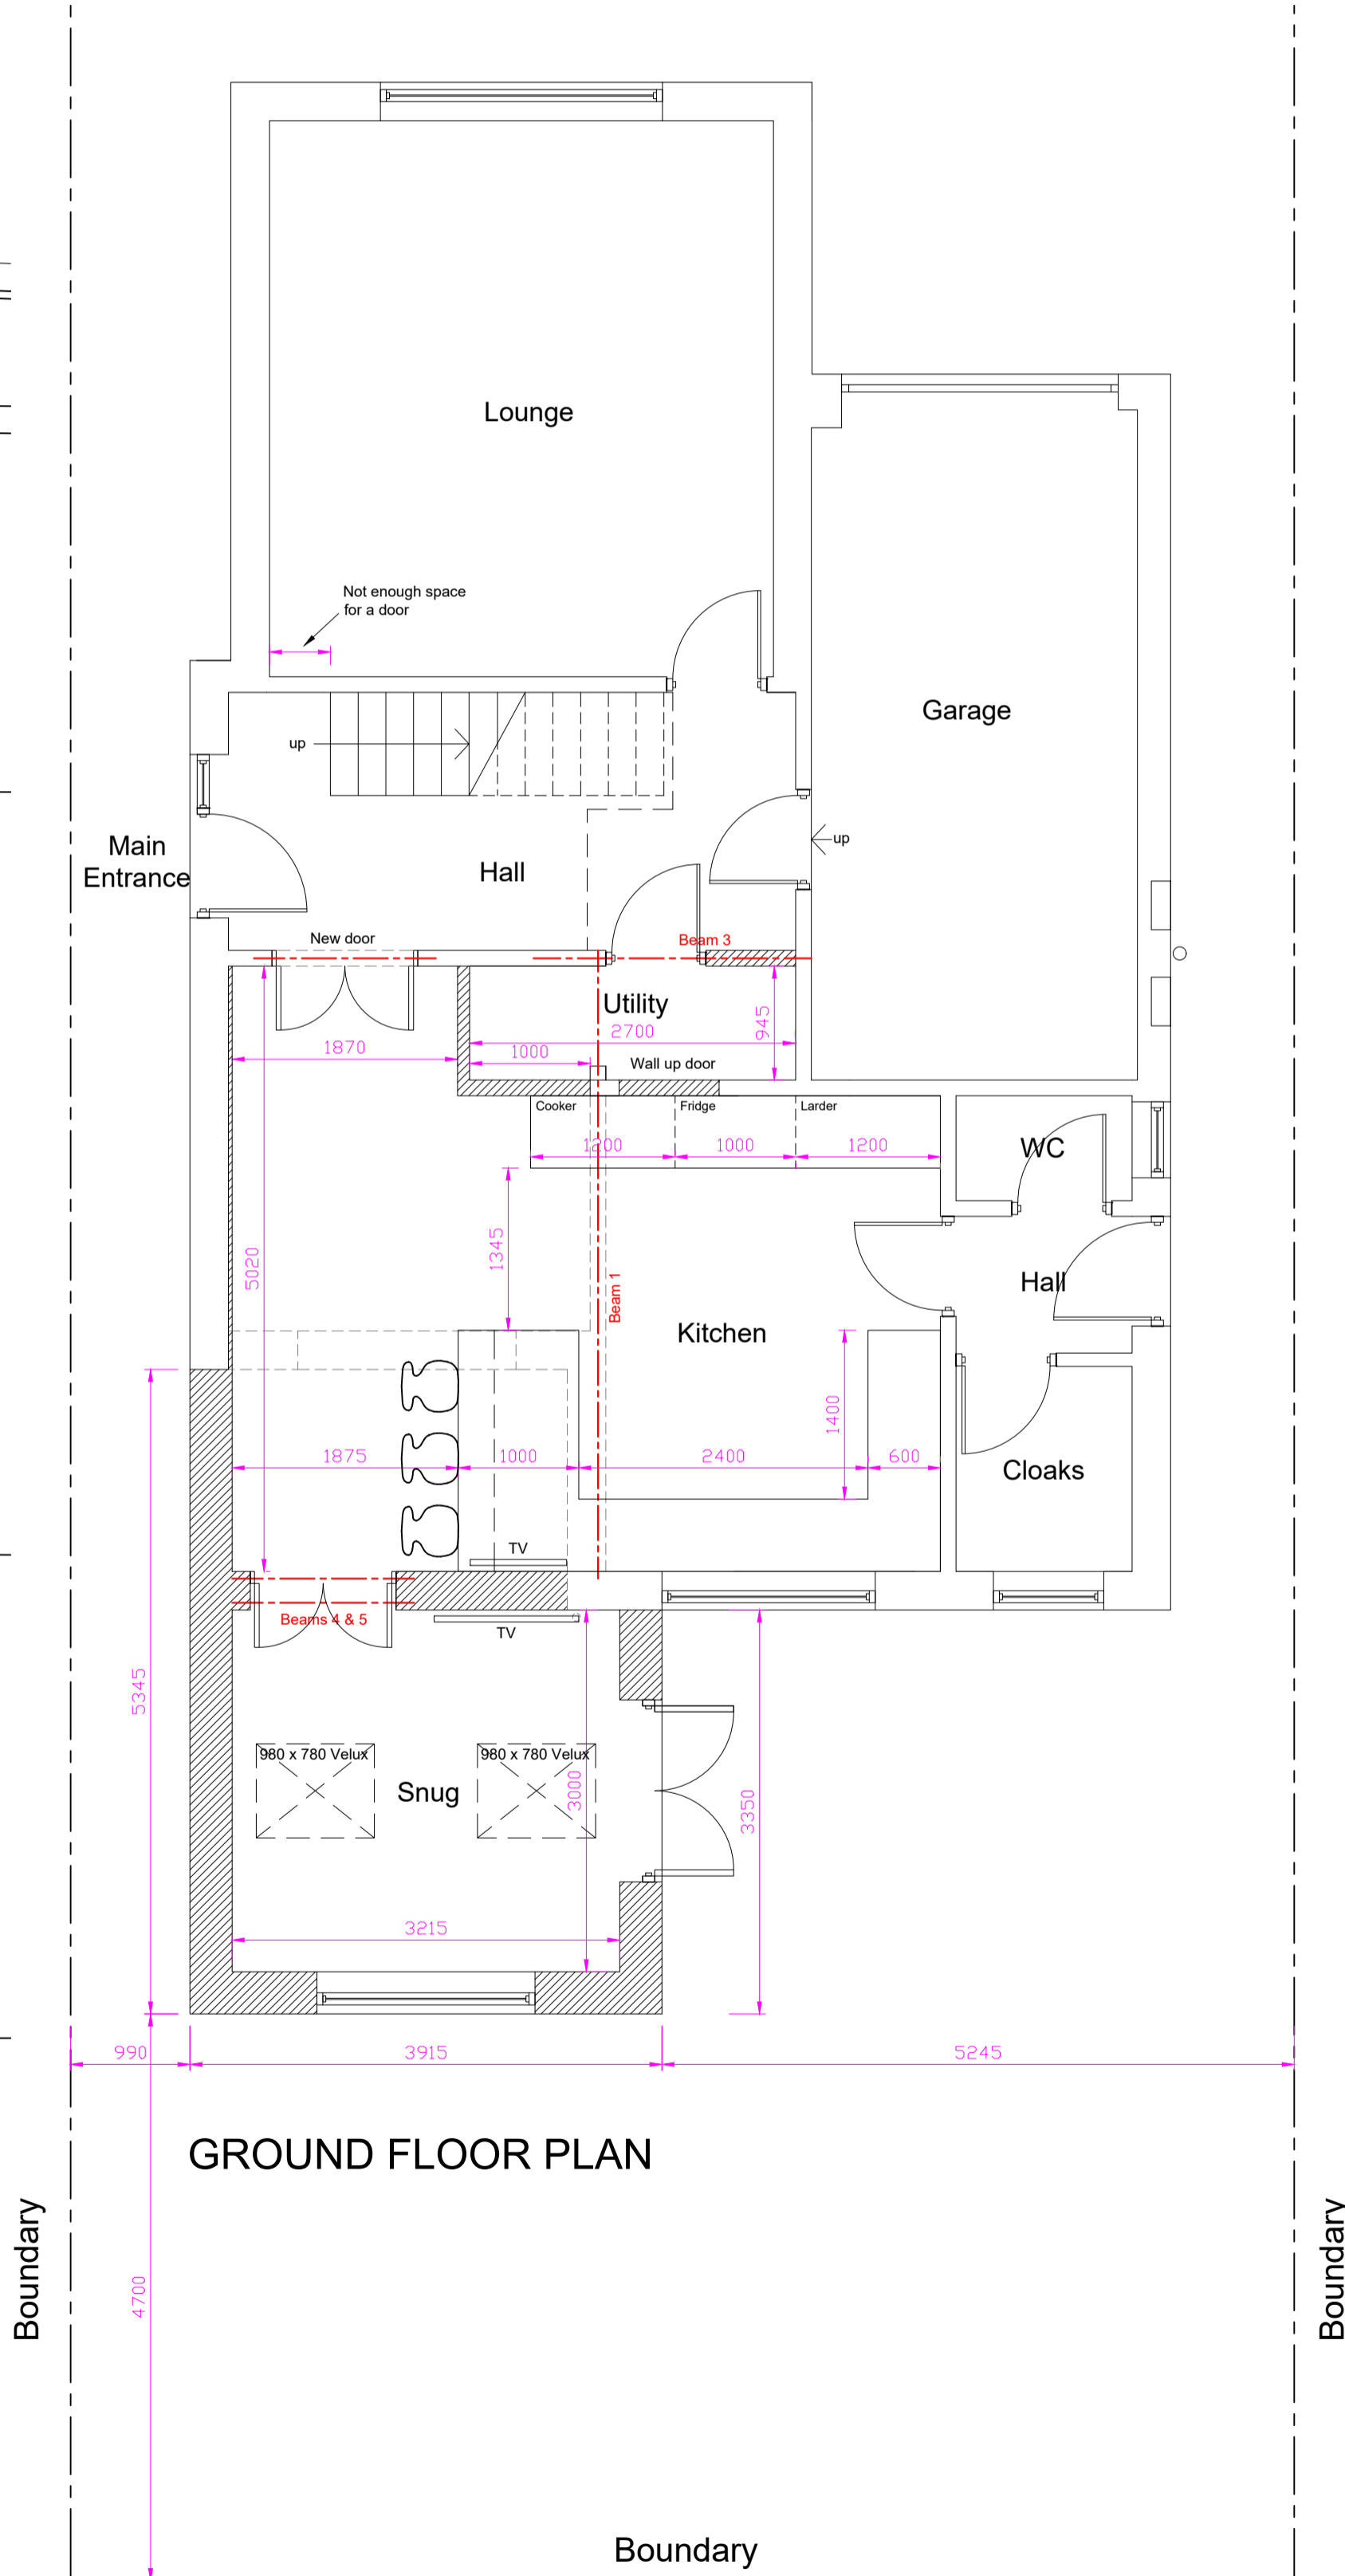 Lounge
Not enough space
for a door
Garage
up
up
Main
Entrance
Hall
New door
Beam 3
Utility
2700
945
1870
1000
Wall up door
Cooker
Fridge
Larder
1200
1000
1200
WC
1345
5020
Beam 1
Hall
Kitchen
1400
1875
1000
2400
600
Cloaks
TV
Beams 4 & 5
TV
5345
980 x 780 Velux
980 x 780 Velux
Snug
3000
3350
3215
990
3915
5245
GROUND FLOOR PLAN
Boundary
4700
Boundary
Boundary